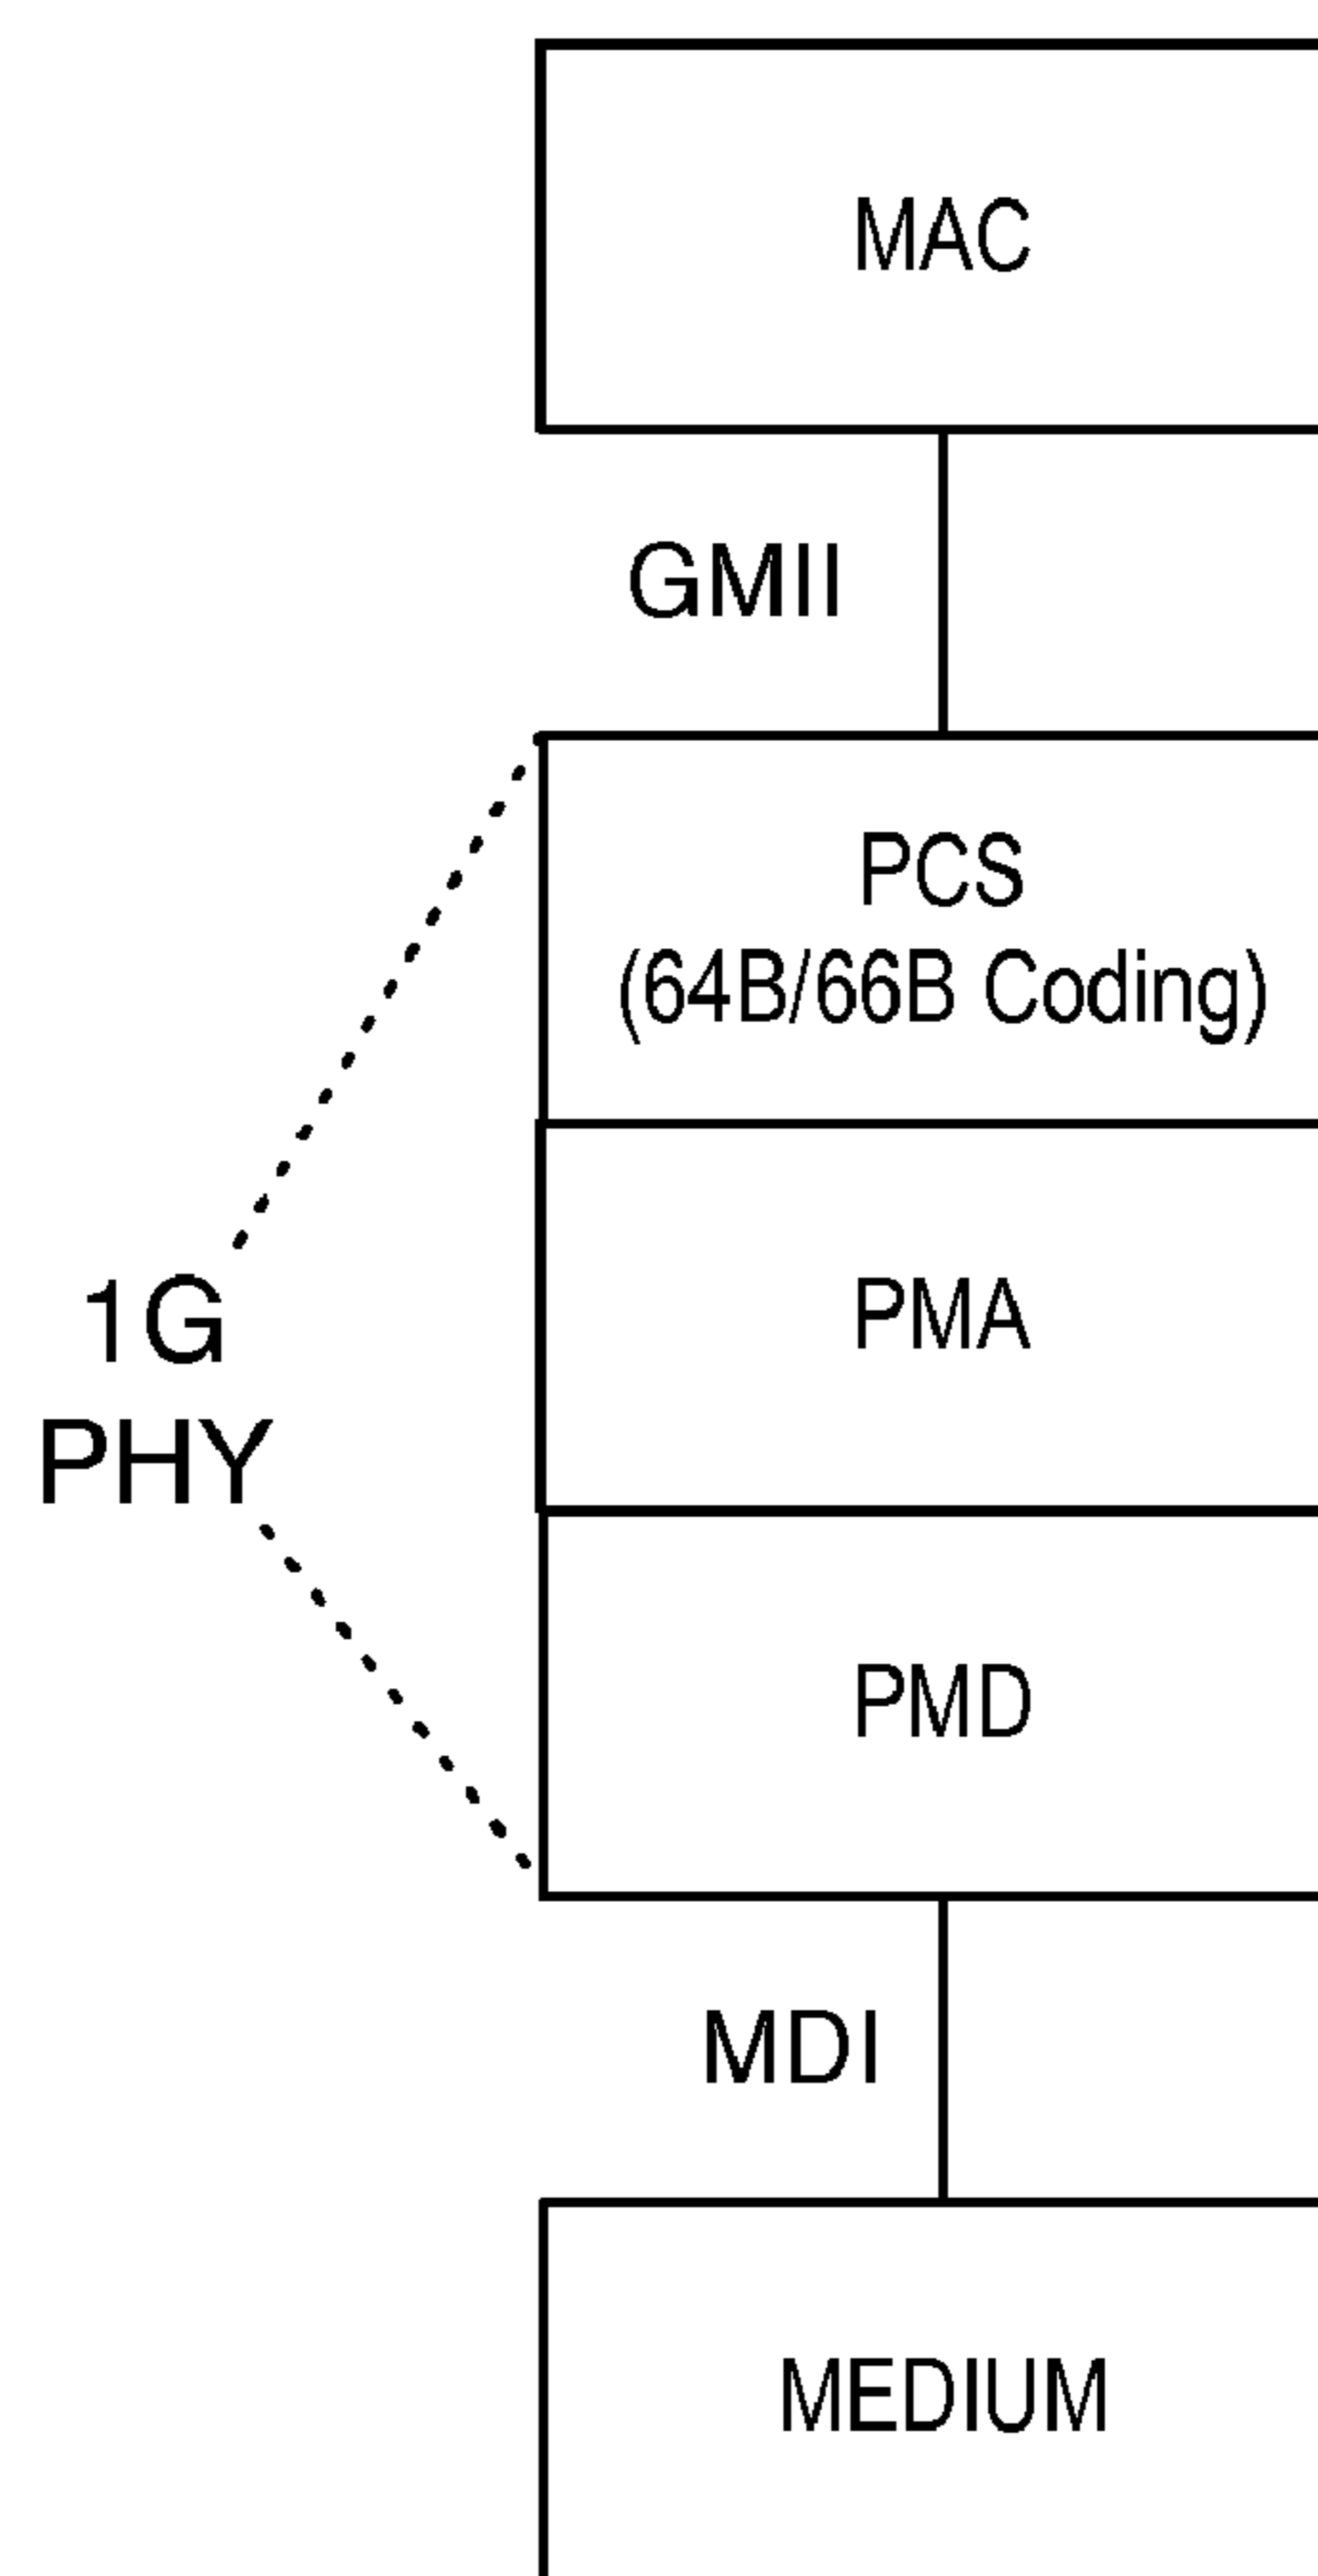 MAC
GMII
PCS
(64B/66B Coding)
PMA
1G
PHY
PMD
MDI
MEDIUM